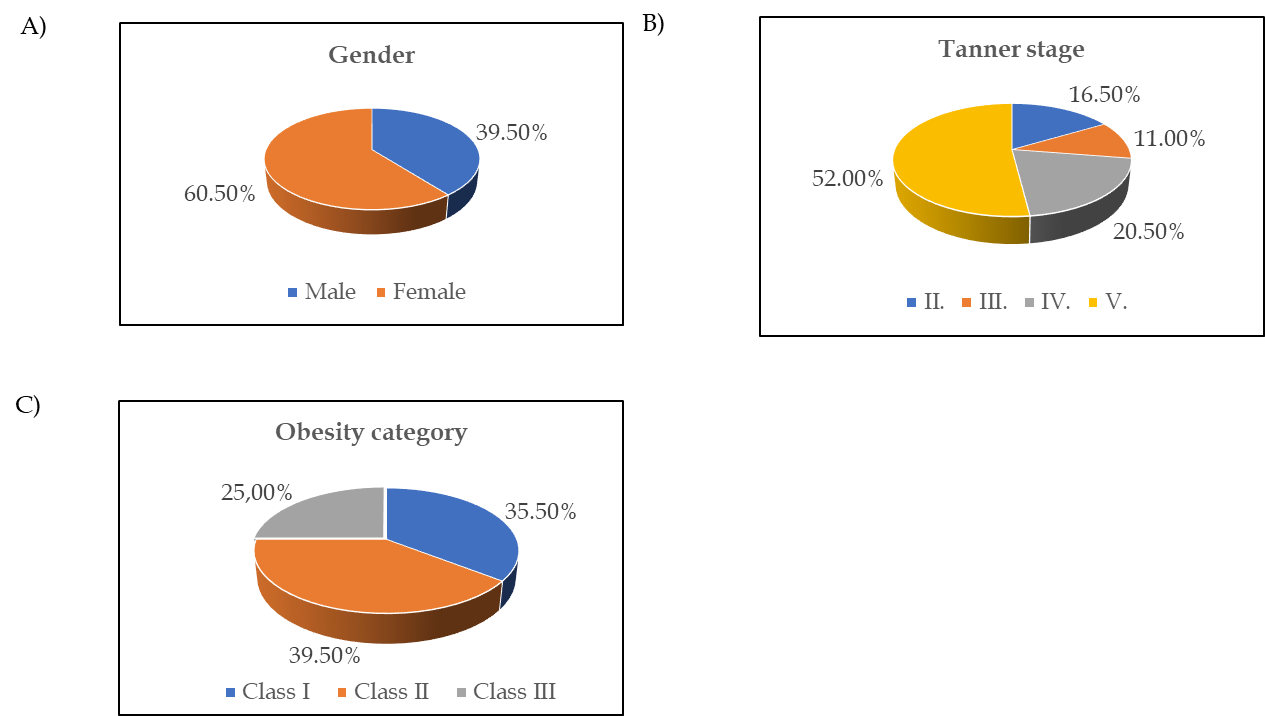 A)
Gender
39.50%
60.50%
Male Female
B)
Tanner stage
16.50%
11.00%
52.00%
20.50%
II. III. IV. V.
C)
Obesity category
25,00%
35.50%
39.50%
Class I Class II Class III